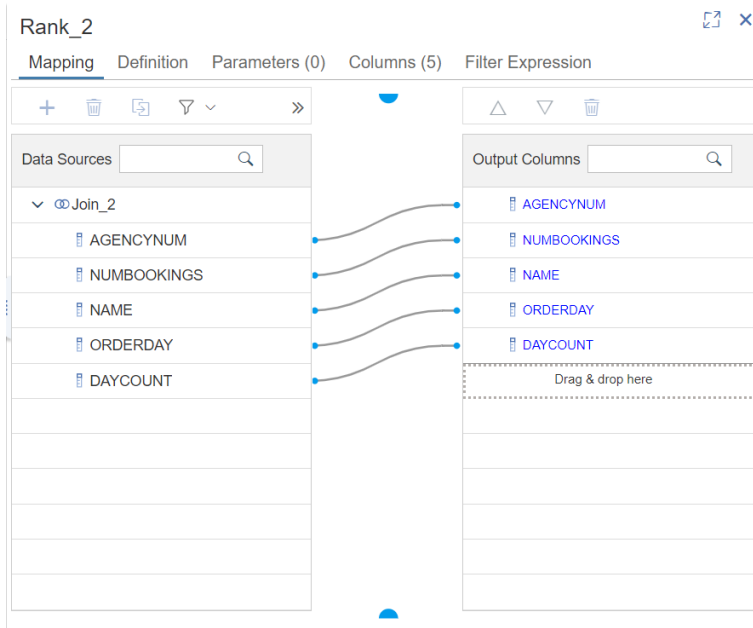 Rank_2
Mapping Definition Parameters (0) Columns (5) Filter Expression
Data Sources
Output Columns
Join_2
AGENCYNUM
NUMBOOKINGS
NAME
ORDERDAY
DAYCOUNT
AGENCYNUM
NUMBOOKINGS
NAME
ORDERDAY
DAYCOUNT
Drag & drop here